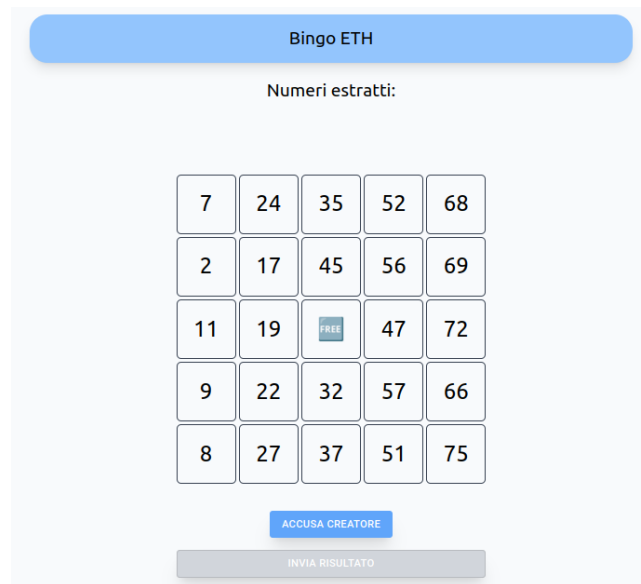 Bingo ETH
Numeri estratti:
7 24 35 52 68
2 17 45 56 69
11 19 FREE 47 72
9 22 32 57 66
8 27 37 51 75
ACCUSA CREATORE
INVIA RISULTATO